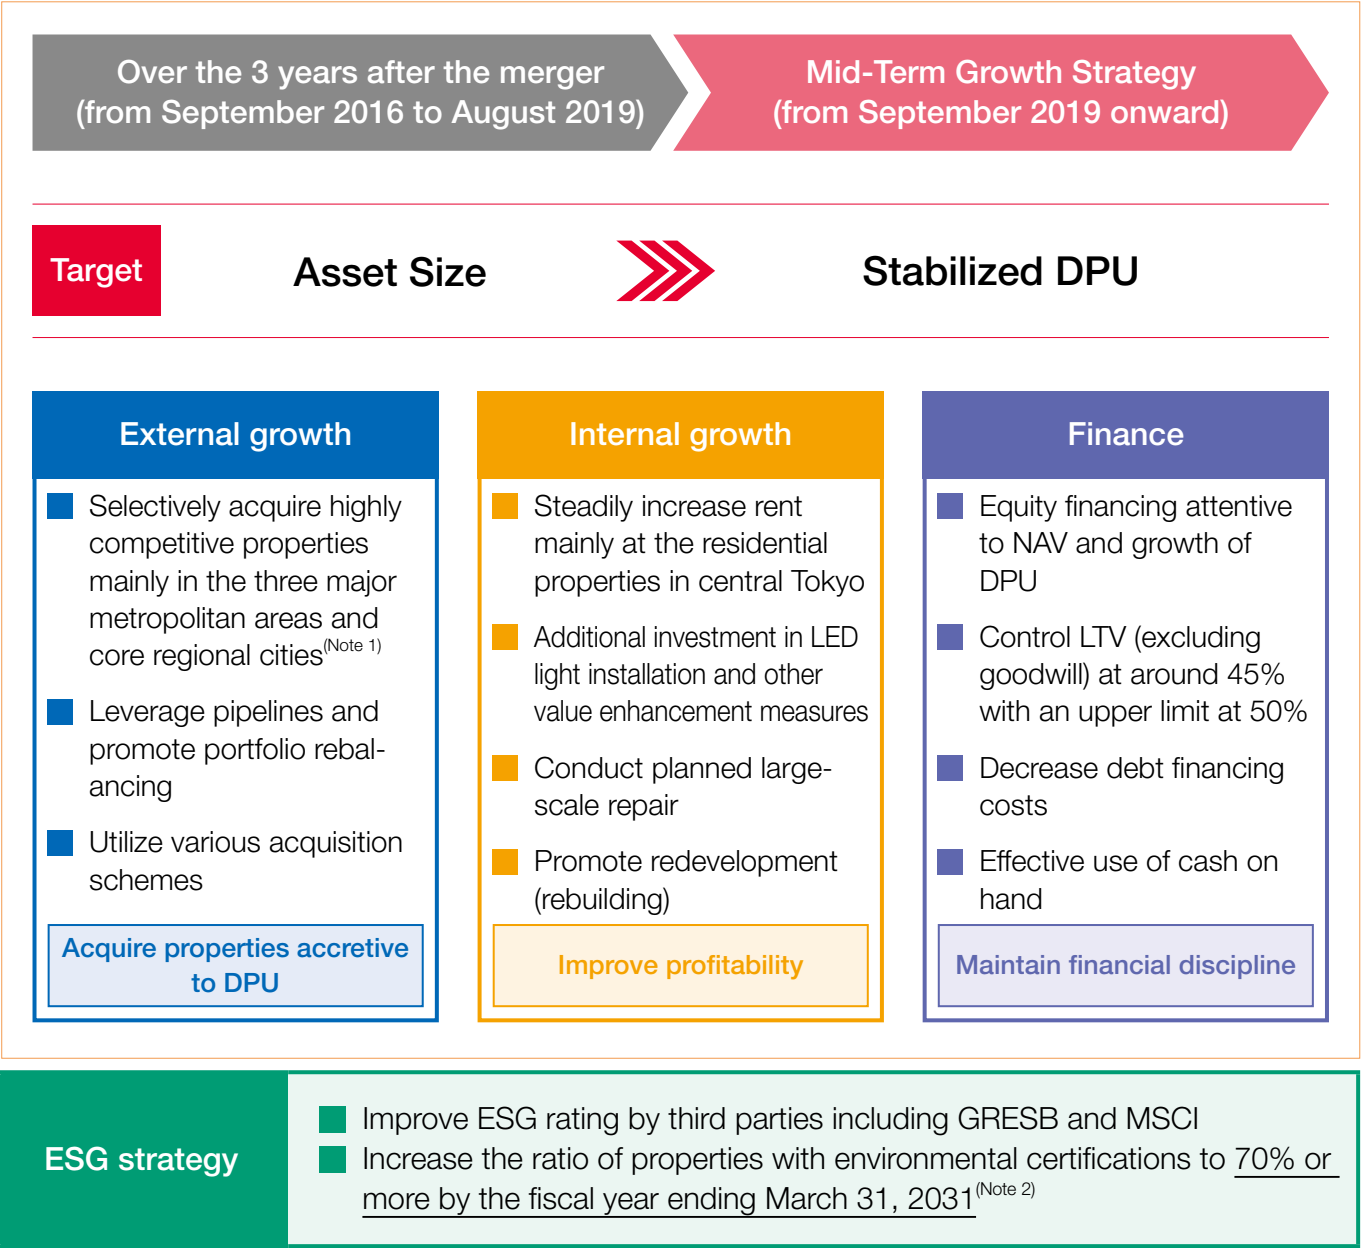 Over the 3 years after the merger
(from September 2016 to August 2019)
Mid-Term Growth Strategy
(from September 2019 onward)
Target
Asset Size
Stabilized DPU
External growth
Selectively acquire highly
competitive properties
mainly in the three major
metropolitan areas and
core regional cities(Note 1)
Leverage pipelines and
promote portfolio rebal-
ancing
Utilize various acquisition
schemes
Acquire properties accretive
to DPU
Internal growth
Steadily increase rent
mainly at the residential
properties in central Tokyo
Additional investment in LED
light installation and other
value enhancement measures
Conduct planned large-
scale repair
Promote redevelopment
(rebuilding)
Improve profitability
Finance
Equity financing attentive
to NAV and growth of
DPU
Control LTV (excluding
goodwill) at around 45%
with an upper limit at 50%
Decrease debt financing
costs
Effective use of cash on
hand
Maintain financial discipline
ESG strategy
Improve ESG rating by third parties including GRESB and MSCI
Increase the ratio of properties with environmental certifications to 70% or
more by the fiscal year ending March 31, 2031(Note 2)